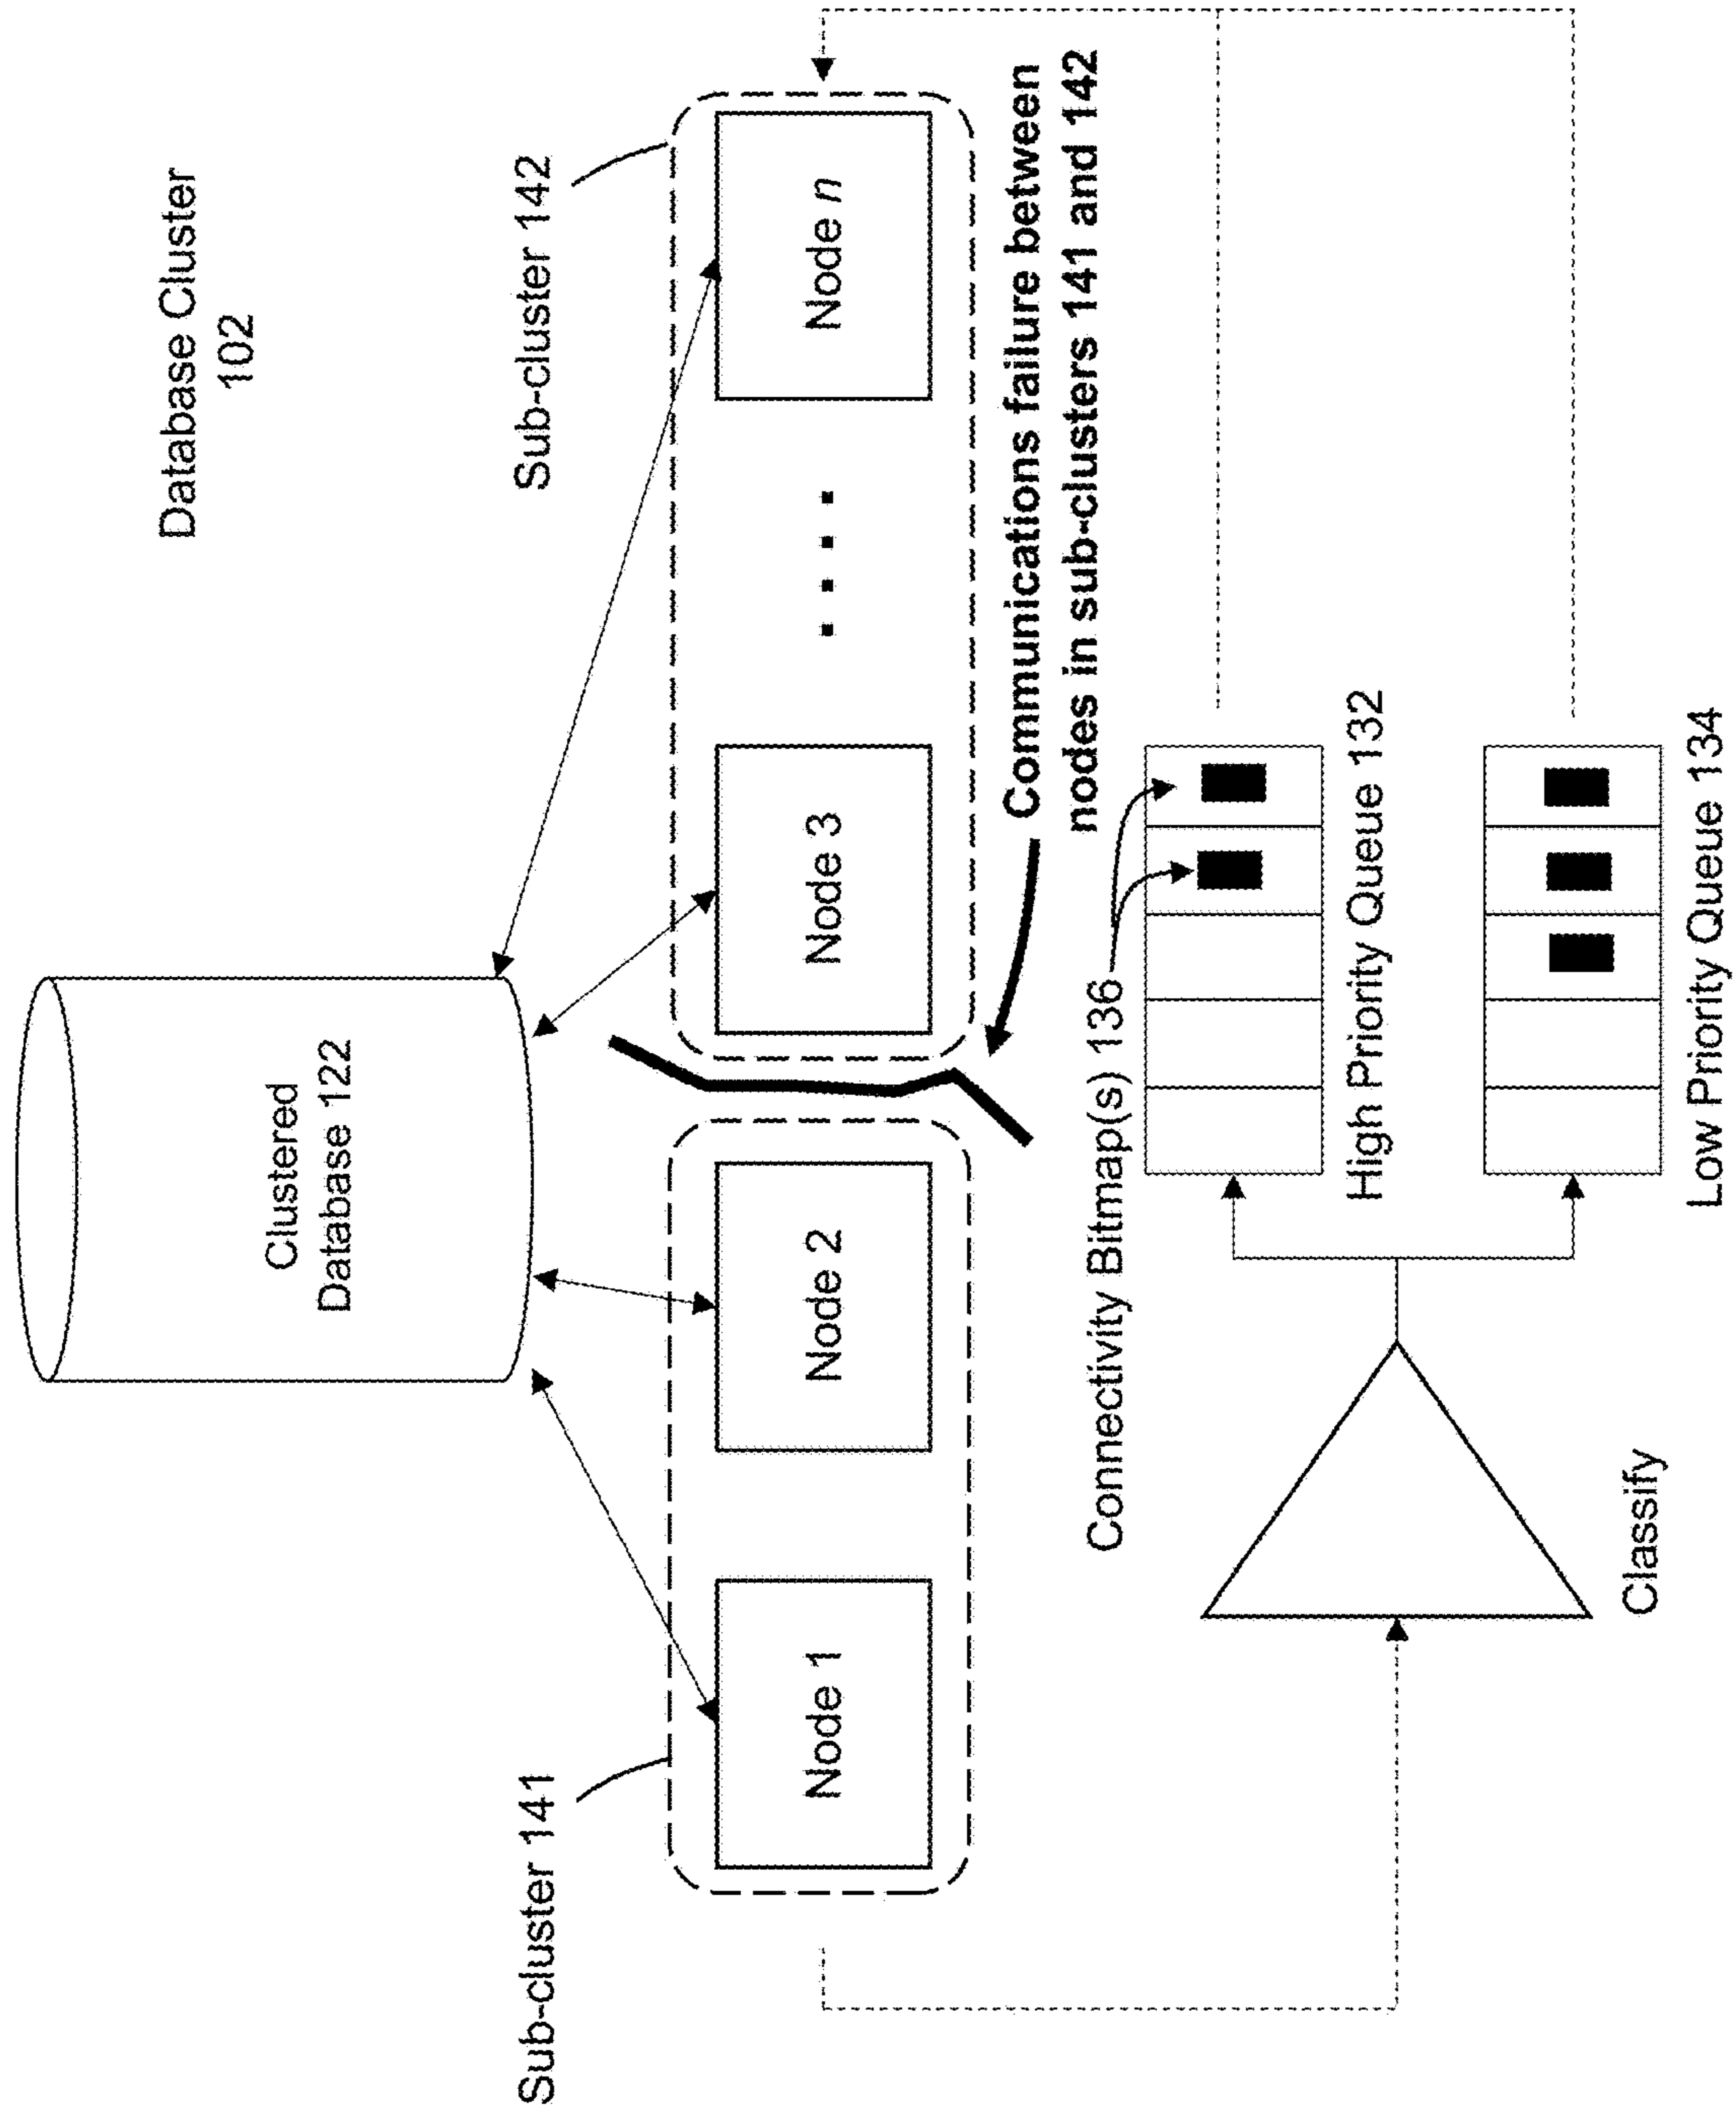 Database Cluster
102
Clustered
Database 122
Sub-cluster 141
Sub-cluster 142
Node 1
Node 2
Node 3
Node n
Communications failure between
nodes in sub-clusters 141 and 142
Connectivity Bitmap(s) 136
High Priority Queue 132
Classify
Low Priority Queue 134